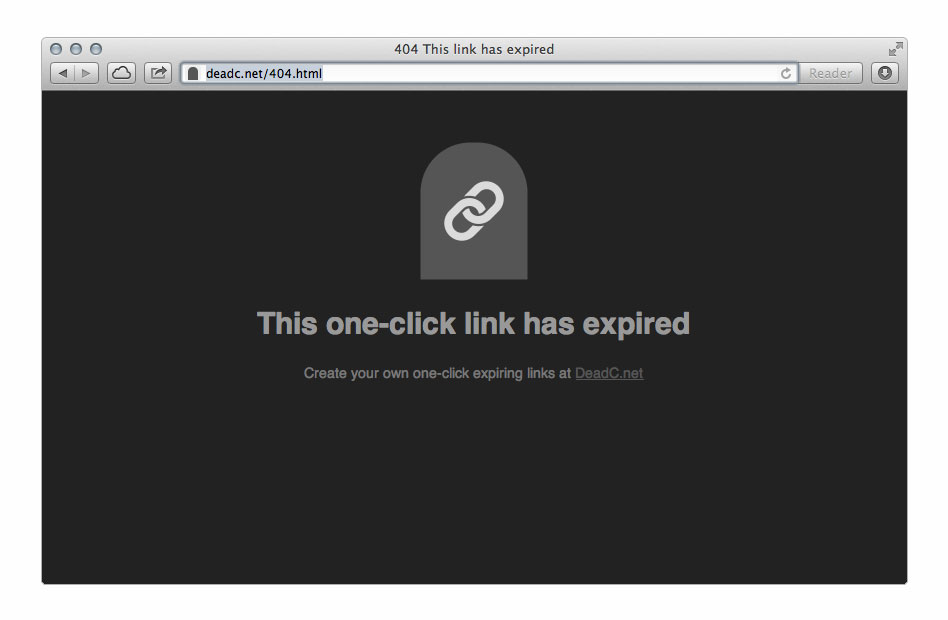 404 This link has expired
deadc.net/404.html
Reader
This one-click link has expired
Create your own one-click expiring links at DeadC.net